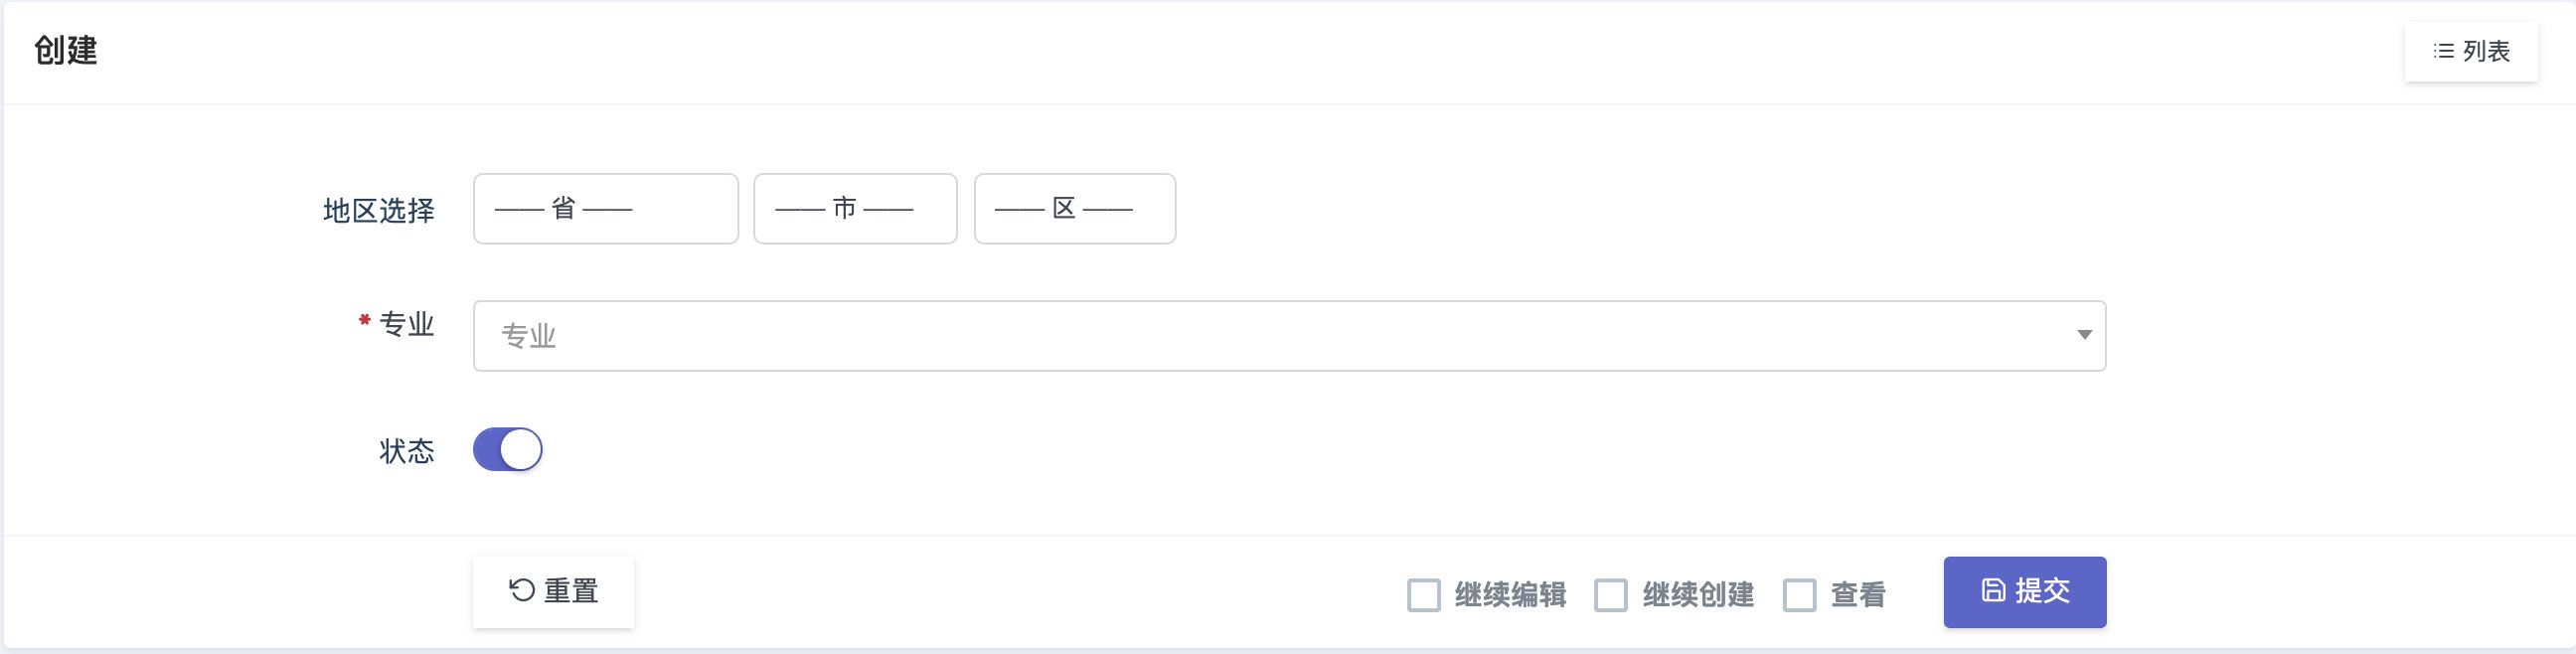 创建
列表
地区选择 —— 省 —— —— 市 —— —— 区 ——
* 专业 专业
状态
重置 继续编辑 继续创建 查看 提交